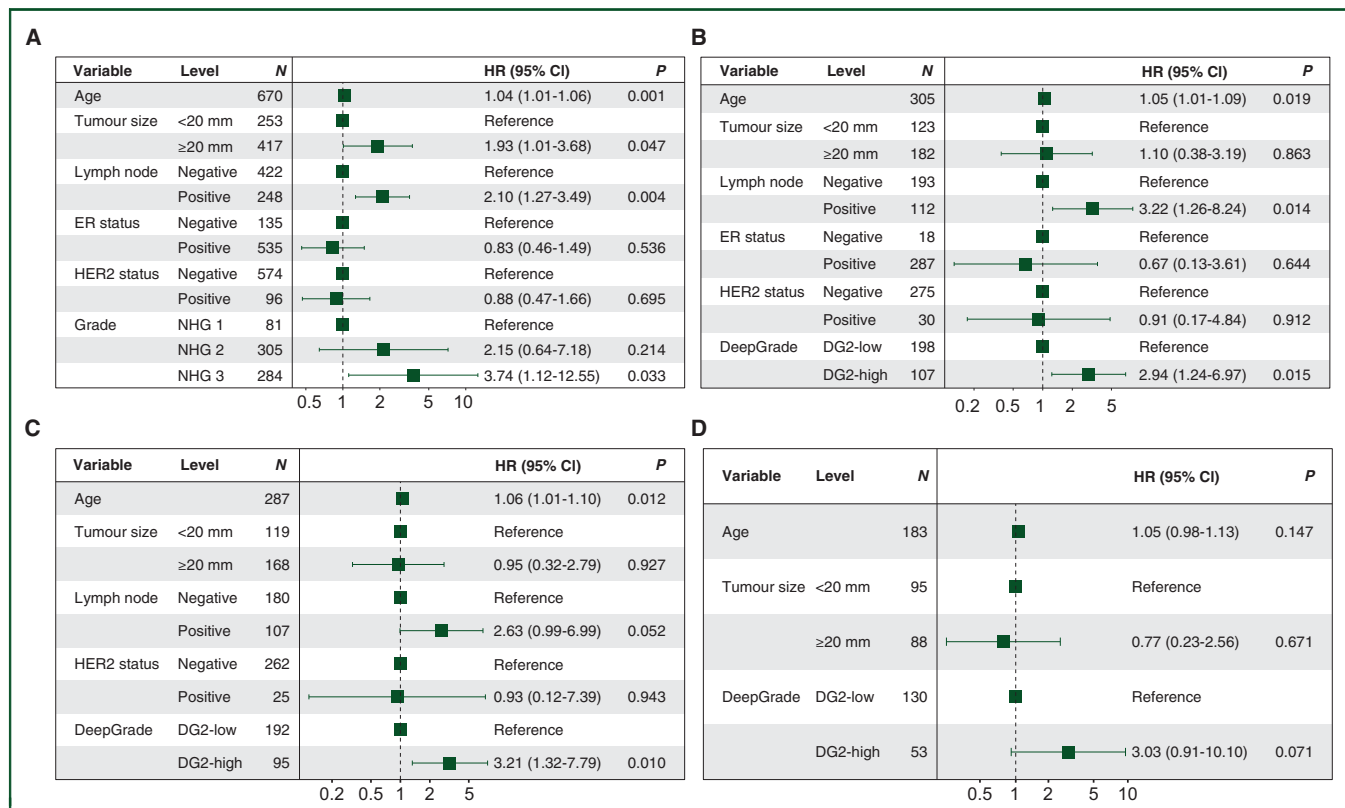 A
Variable Level N HR (95% CI) P
Age 670 1.04 (1.01-1.06) 0.001
Tumour size <20 mm 253 Reference
≥20 mm 417 1.93 (1.01-3.68) 0.047
Lymph node Negative 422 Reference
Positive 248 2.10 (1.27-3.49) 0.004
ER status Negative 135 Reference
Positive 535 0.83 (0.46-1.49) 0.536
HER2 status Negative 574 Reference
Positive 96 0.88 (0.47-1.66) 0.695
Grade NHG 1 81 Reference
NHG 2 305 2.15 (0.64-7.18) 0.214
NHG 3 284 3.74 (1.12-12.55) 0.033
0.5 1 2 5 10
B
Variable Level N HR (95% CI) P
Age 305 1.05 (1.01-1.09) 0.019
Tumour size <20 mm 123 Reference
≥20 mm 182 1.10 (0.38-3.19) 0.863
Lymph node Negative 193 Reference
Positive 112 3.22 (1.26-8.24) 0.014
ER status Negative 18 Reference
Positive 287 0.67 (0.13-3.61) 0.644
HER2 status Negative 275 Reference
Positive 30 0.91 (0.17-4.84) 0.912
DeepGrade DG2-low 198 Reference
DG2-high 107 2.94 (1.24-6.97) 0.015
0.2 0.5 1 2 5
C
Variable Level N HR (95% CI) P
Age 287 1.06 (1.01-1.10) 0.012
Tumour size <20 mm 119 Reference
≥20 mm 168 0.95 (0.32-2.79) 0.927
Lymph node Negative 180 Reference
Positive 107 2.63 (0.99-6.99) 0.052
HER2 status Negative 262 Reference
Positive 25 0.93 (0.12-7.39) 0.943
DeepGrade DG2-low 192 Reference
DG2-high 95 3.21 (1.32-7.79) 0.010
0.2 0.5 1 2 5
D
Variable Level N HR (95% CI) P
Age 183 1.05 (0.98-1.13) 0.147
Tumour size <20 mm 95 Reference
≥20 mm 88 0.77 (0.23-2.56) 0.671
DeepGrade DG2-low 130 Reference
DG2-high 53 3.03 (0.91-10.10) 0.071
0.5 1 2 5 10